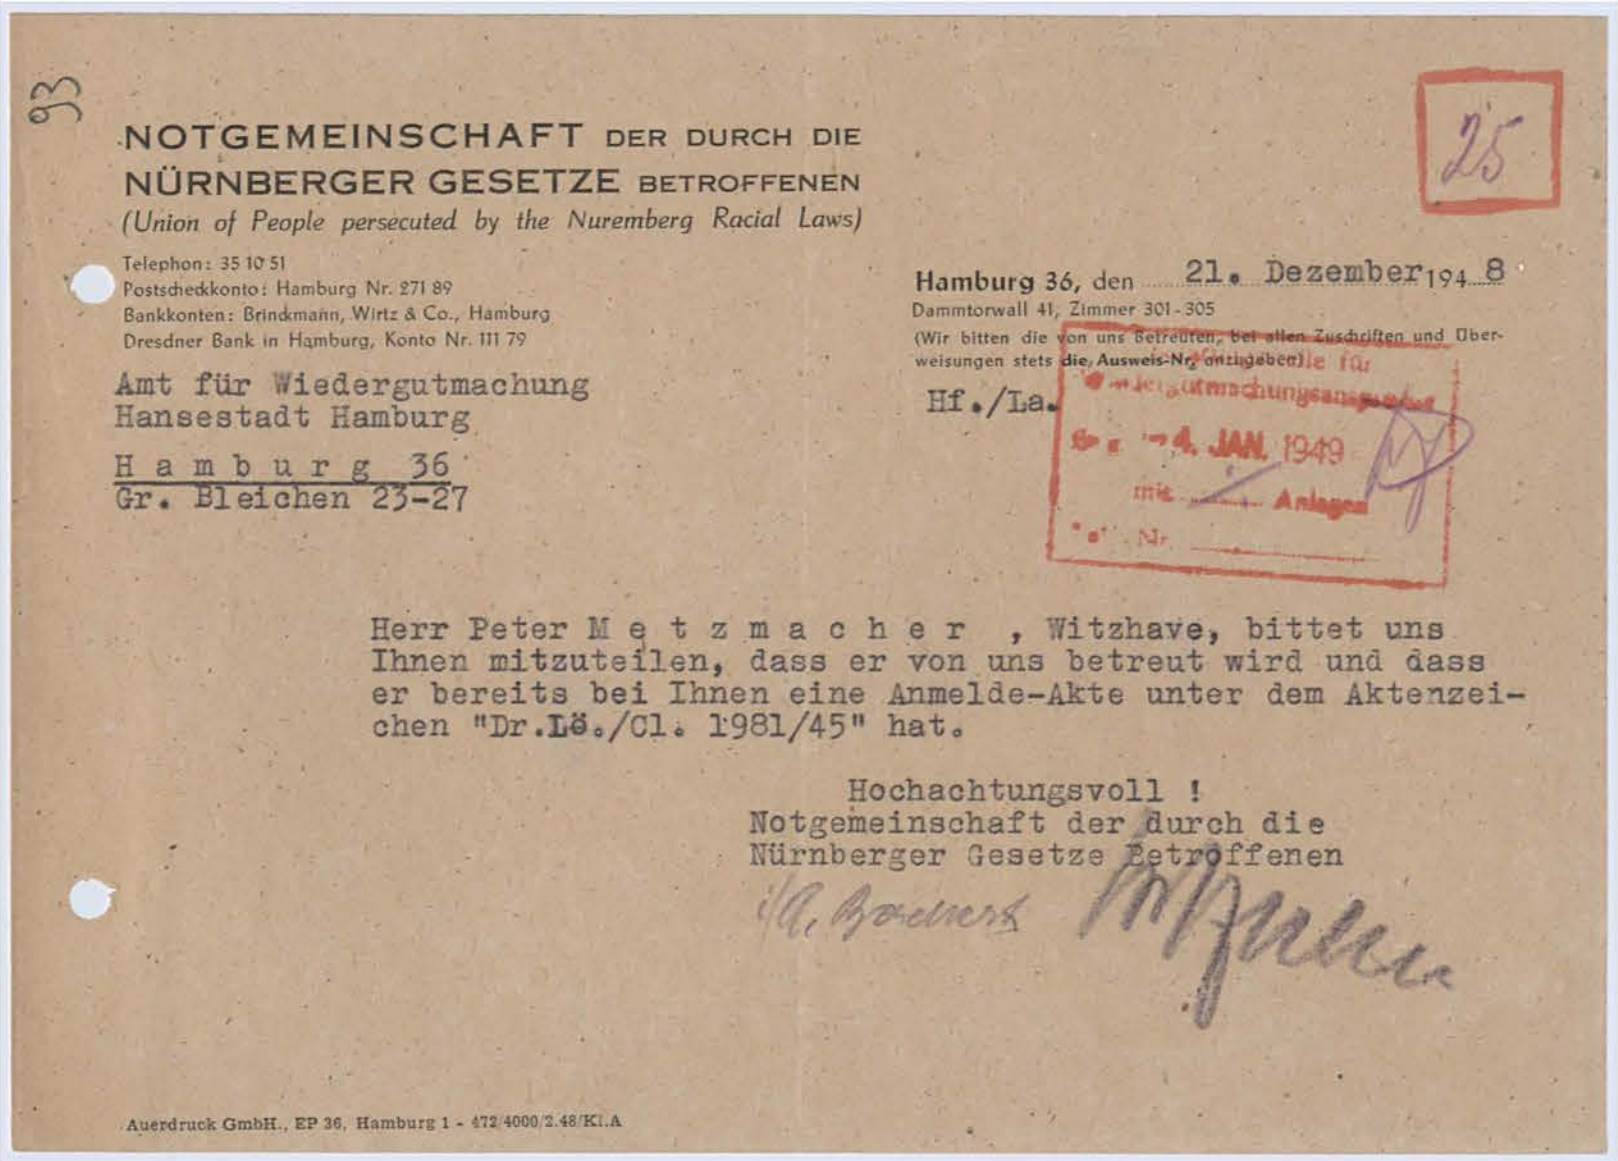 93
25
NOTGEMEINSCHAFT DER DURCH DIE
NÜRNBERGER GESETZE BETROFFENEN
(Union of People persecuted by the Nuremberg Racial Laws)
Telephon: 35 10 51
Postscheckkonto: Hamburg Nr. 271 89
Bankkonten: Brinckmann, Wirtz & Co., Hamburg
Dresdner Bank in Hamburg, Konto Nr. 111 79
Hamburg 36, den 21. Dezember 194 8
Dammtorwall 41, Zimmer 301-305
(Wir bitten die von uns Betreuten, bei allen Zuschriften und Über-
weisungen stets die Ausweis-Nr. anzugeben)
Amt für Wiedergutmachung
Hansestadt Hamburg
H a m b u r g 36
Gr. Bleichen 23-27
Hf./La.
für
4. JAN. 1949
mit Anlagen
Nr.
Herr Peter M e t z m a c h e r , Witzhave, bittet uns
Ihnen mitzuteilen, dass er von uns betreut wird und dass
er bereits bei Ihnen eine Anmelde-Akte unter dem Aktenzei-
chen "Dr.Lö./Cl. 1981/45" hat.
Hochachtungsvoll !
Notgemeinschaft der durch die
Nürnberger Gesetze Betroffenen
i/A.
Auerdruck GmbH., EP 36, Hamburg 1 - 472/4000/2.48/Kl.A